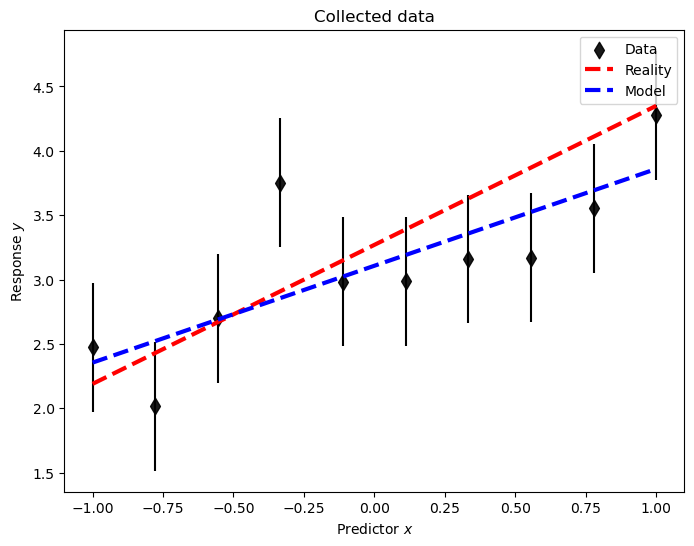 Collected data
Data
Reality
Model
Response y
4.5
4.0
3.5
3.0
2.5
2.0
1.5
−1.00 −0.75 −0.50 −0.25 0.00 0.25 0.50 0.75 1.00
Predictor x